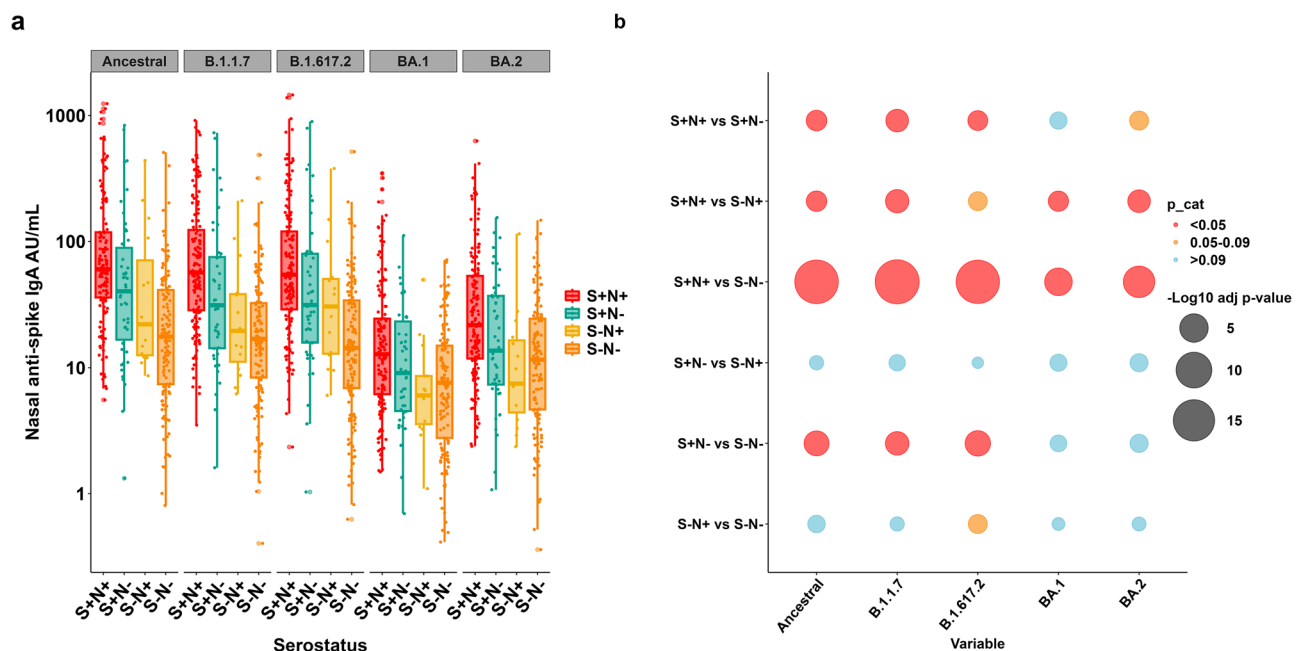 a
Ancestral
B.1.1.7
B.1.617.2
BA.1
BA.2
Nasal anti-spike IgA AU/mL
1000
100
10
1
S+N+
S+N-
S-N+
S-N-
S+N+
S+N-
S-N+
S-N-
S+N+
S+N-
S-N+
S-N-
S+N+
S+N-
S-N+
S-N-
S+N+
S+N-
S-N+
S-N-
Serostatus
S+N+
S+N-
S-N+
S-N-
b
S+N+ vs S+N-
S+N+ vs S-N+
S+N+ vs S-N-
S+N- vs S-N+
S+N- vs S-N-
S-N+ vs S-N-
Ancestral
B.1.1.7
B.1.617.2
BA.1
BA.2
Variable
p_cat
<0.05
0.05-0.09
>0.09
-Log10 adj p-value
5
10
15